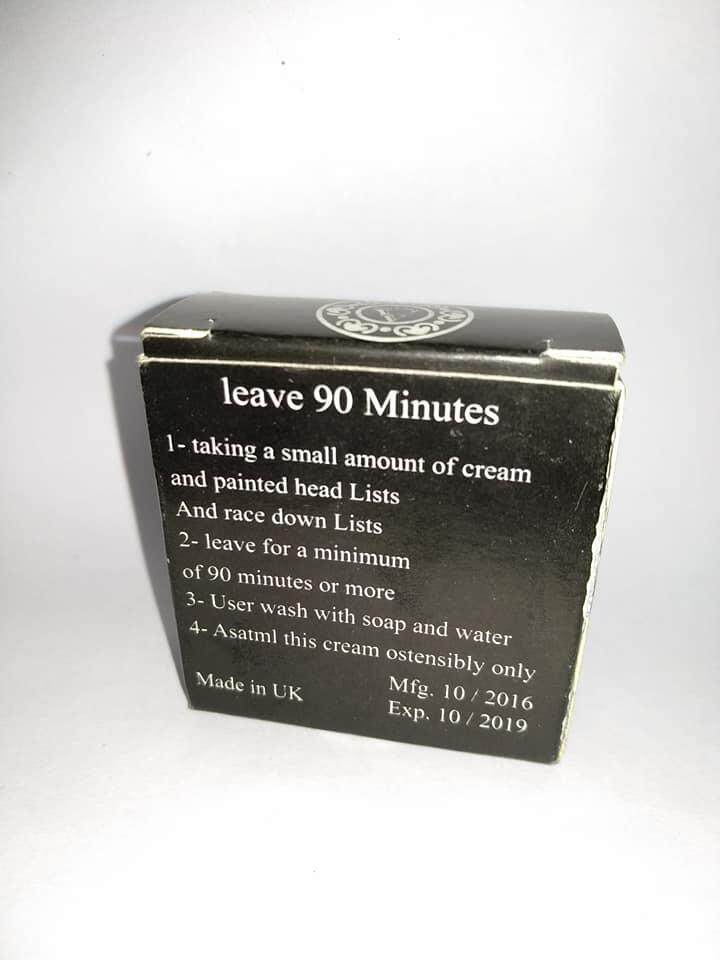 leave 90 Minutes
1- taking a small amount of cream
and painted head Lists
And race down Lists
2- leave for a minimum
of 90 minutes or more
3- User wash with soap and water
4- Asatml this cream ostensibly only
Made in UK
Mfg. 10 / 2016
Exp. 10 / 2019